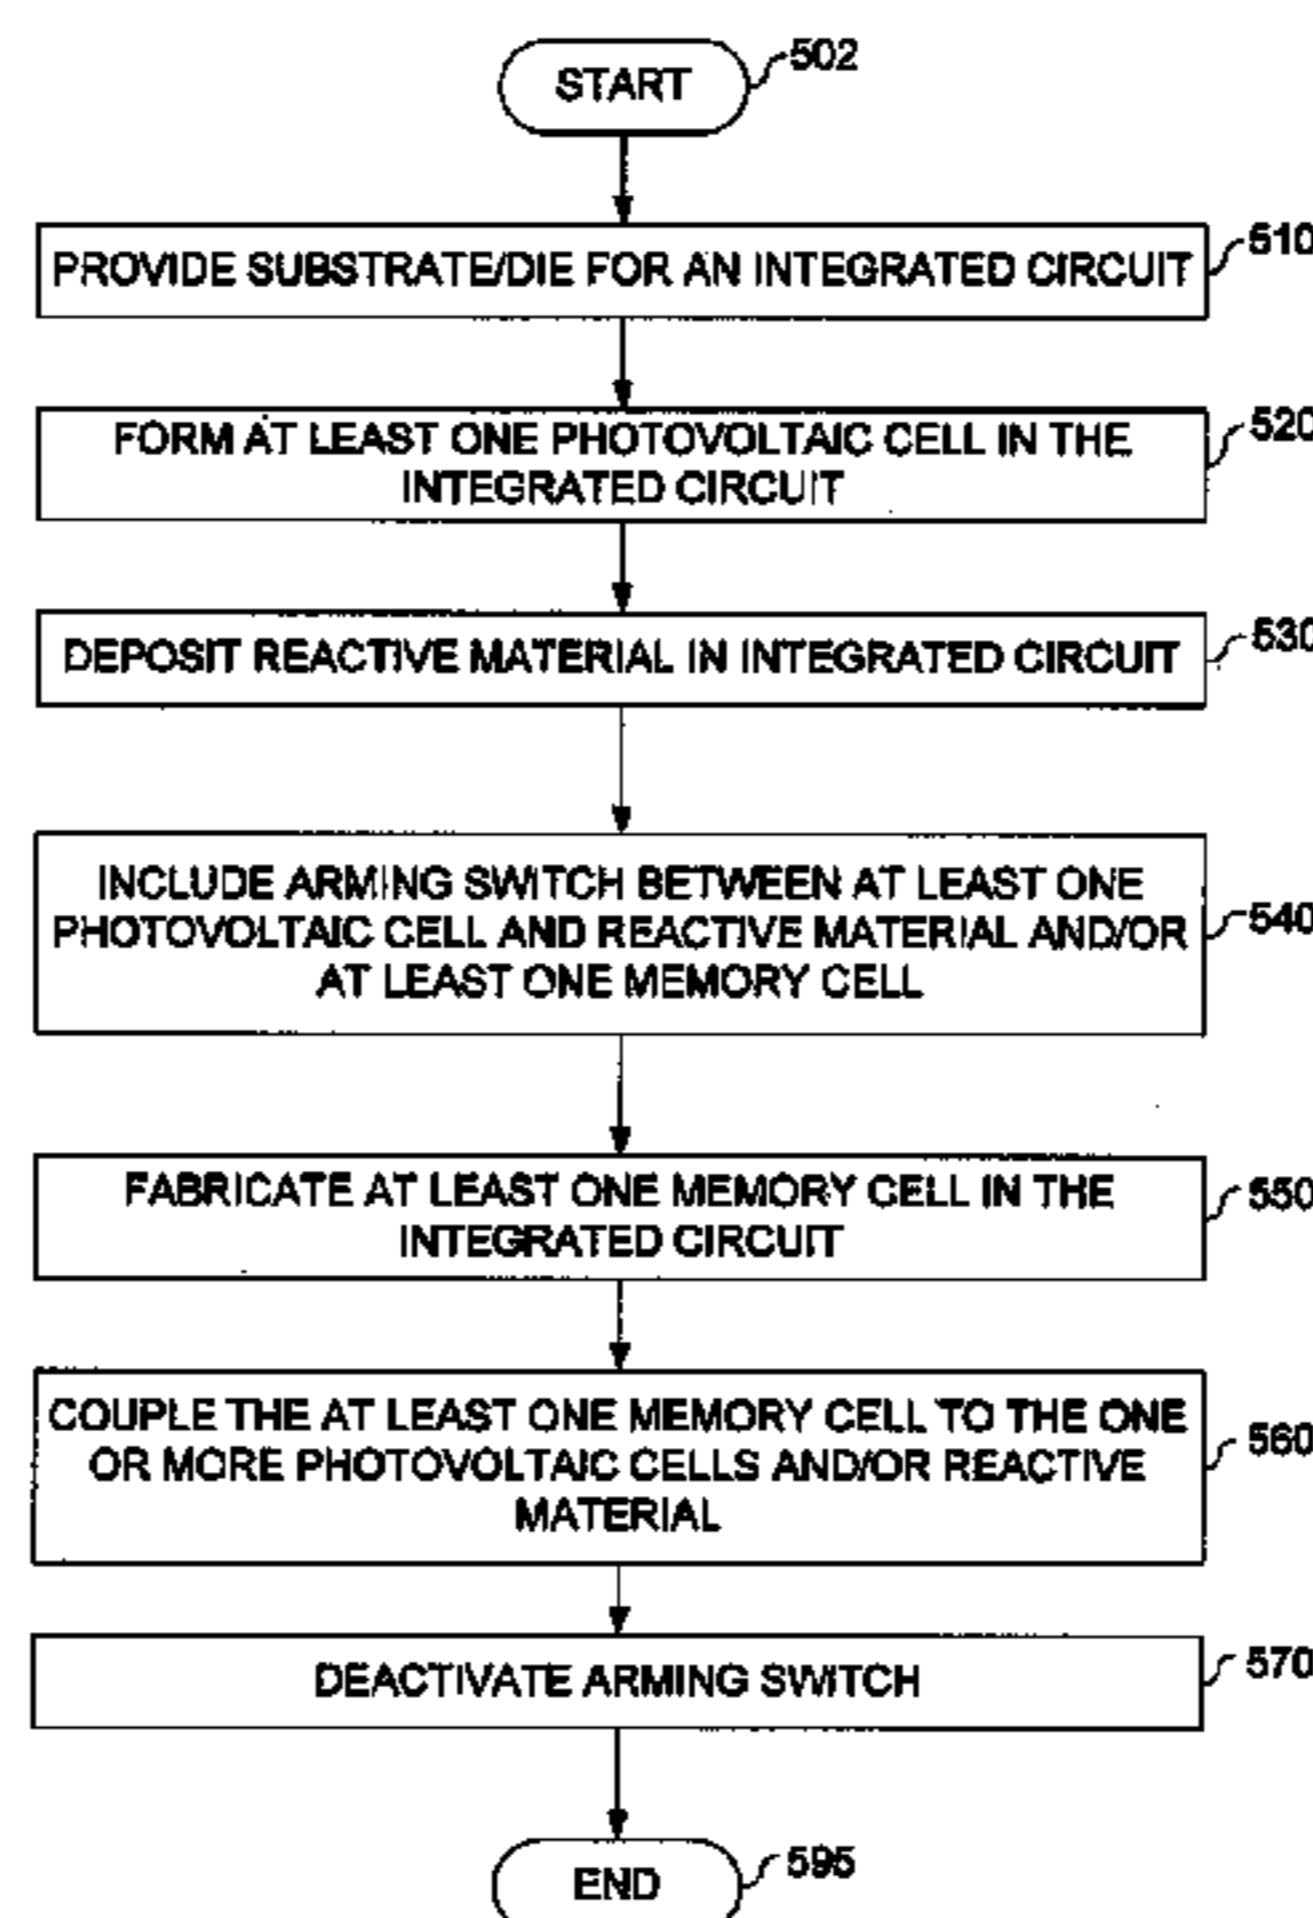 START
502
PROVIDE SUBSTRATE/DIE FOR AN INTEGRATED CIRCUIT
510
FORM AT LEAST ONE PHOTOVOLTAIC CELL IN THE
INTEGRATED CIRCUIT
520
DEPOSIT REACTIVE MATERIAL IN INTEGRATED CIRCUIT
530
INCLUDE ARMING SWITCH BETWEEN AT LEAST ONE
PHOTOVOLTAIC CELL AND REACTIVE MATERIAL AND/OR
AT LEAST ONE MEMORY CELL
540
FABRICATE AT LEAST ONE MEMORY CELL IN THE
INTEGRATED CIRCUIT
550
COUPLE THE AT LEAST ONE MEMORY CELL TO THE ONE
OR MORE PHOTOVOLTAIC CELLS AND/OR REACTIVE
MATERIAL
560
DEACTIVATE ARMING SWITCH
570
END
595